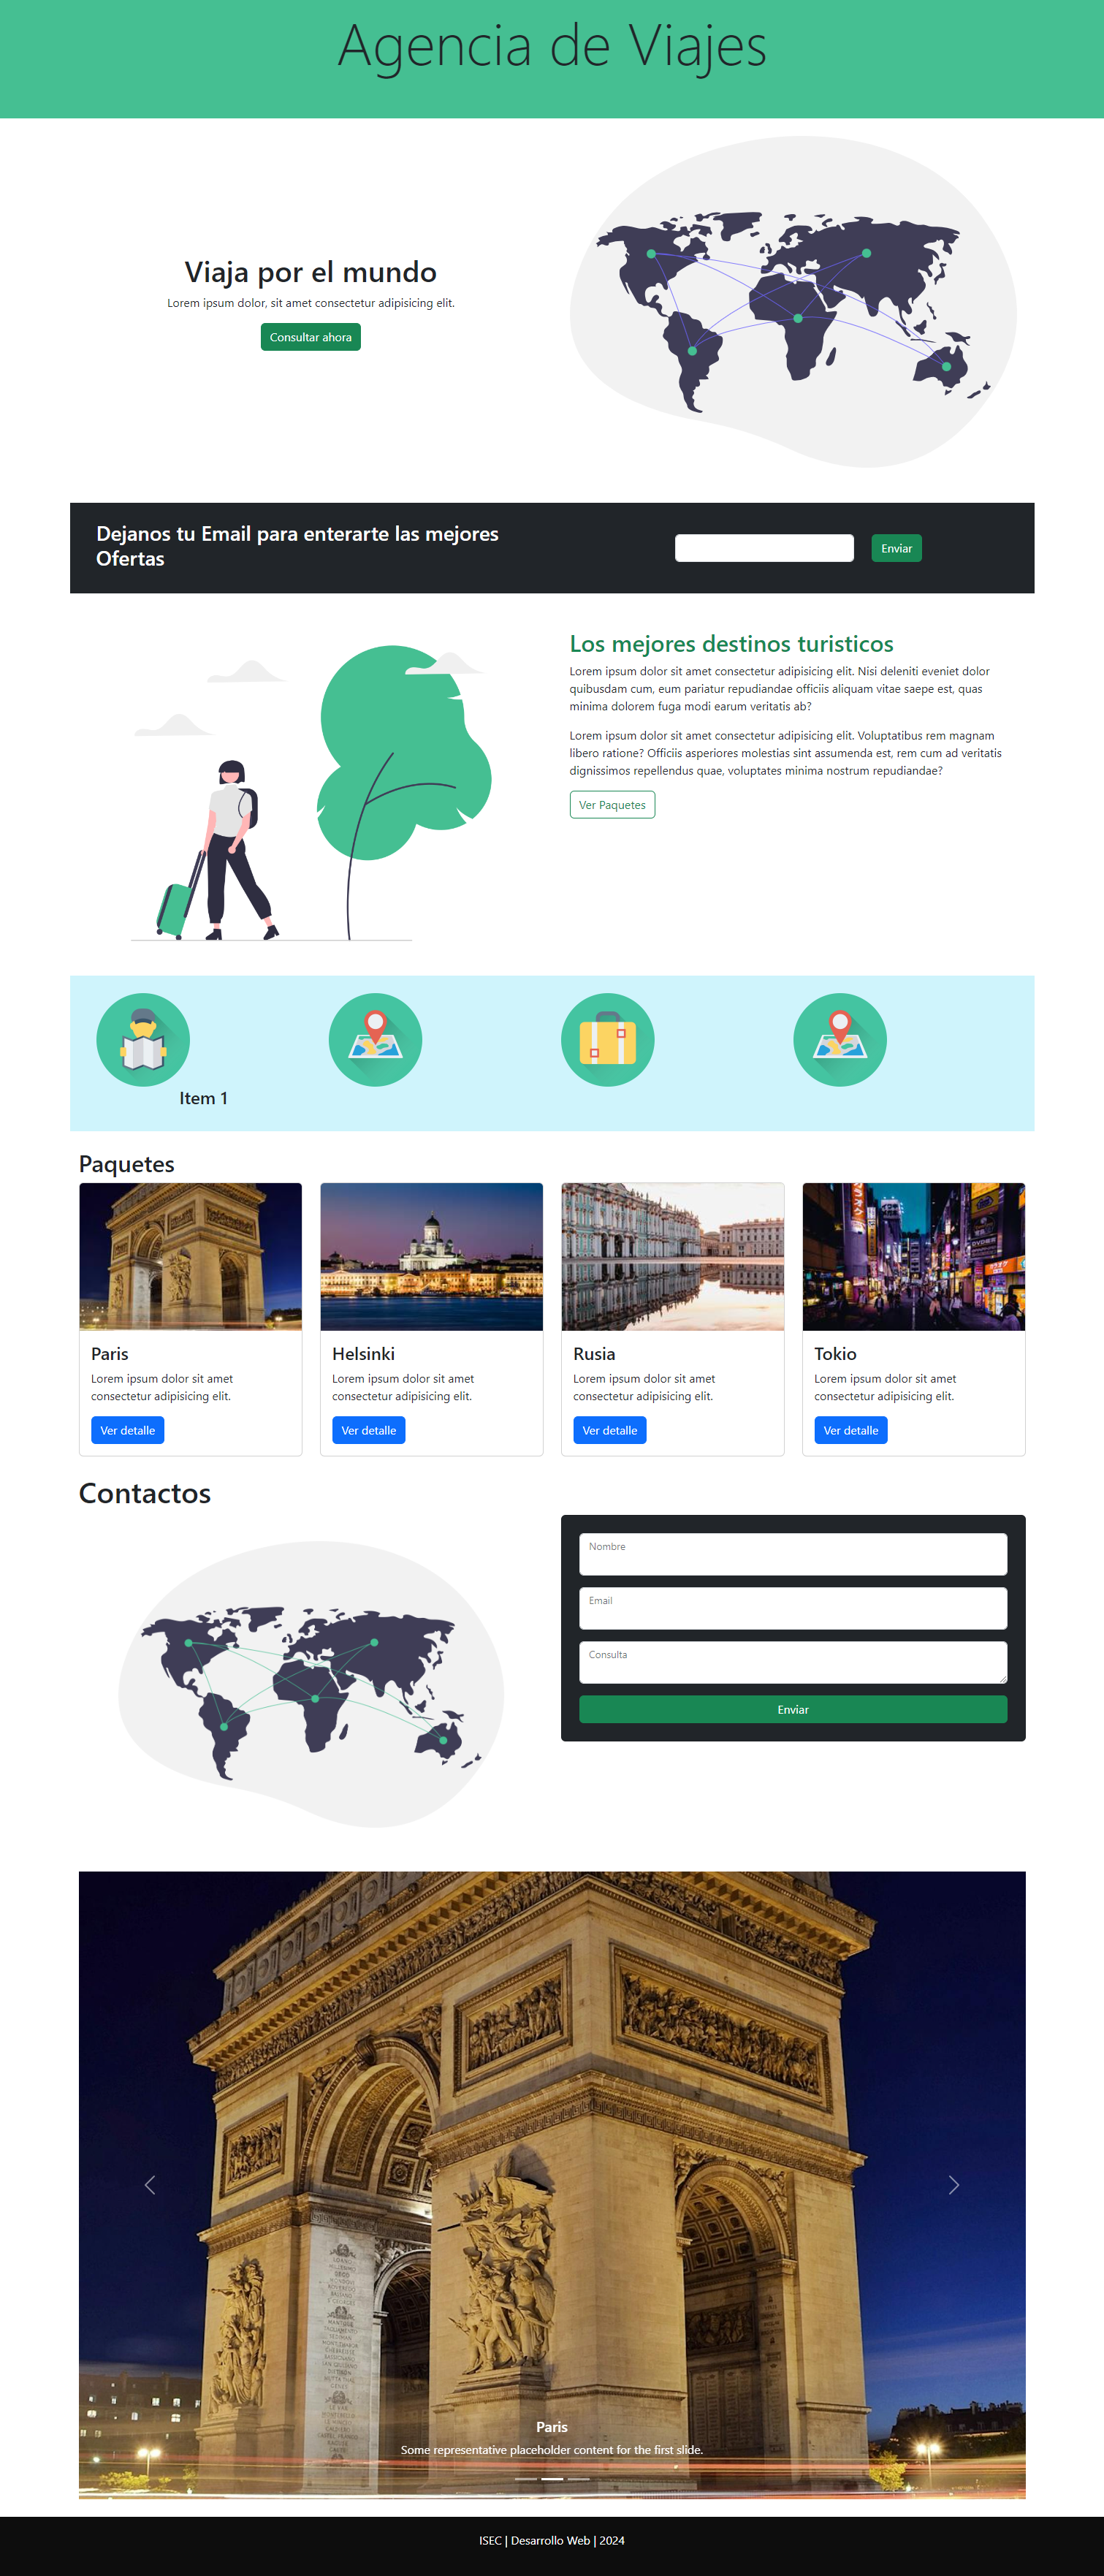 Agencia de Viajes
Viaja por el mundo
Lorem ipsum dolor, sit amet consectetur adipisicing elit.
Consultar ahora
Dejanos tu Email para enterarte las mejores
Ofertas
Enviar
Los mejores destinos turisticos
Lorem ipsum dolor sit amet consectetur adipisicing elit. Nisi deleniti eveniet dolor
quibusdam cum, eum pariatur repudiandae officiis aliquam vitae saepe est, quas
minima dolorem fuga modi earum veritatis ab?
Lorem ipsum dolor sit amet consectetur adipisicing elit. Voluptatibus rem magnam
libero ratione? Officiis asperiores molestias sint assumenda est, rem cum ad veritatis
dignissimos repellendus quae, voluptates minima nostrum repudiandae?
Ver Paquetes
Item 1
Paquetes
Paris
Lorem ipsum dolor sit amet
consectetur adipisicing elit.
Ver detalle
Helsinki
Lorem ipsum dolor sit amet
consectetur adipisicing elit.
Ver detalle
Rusia
Lorem ipsum dolor sit amet
consectetur adipisicing elit.
Ver detalle
Tokio
Lorem ipsum dolor sit amet
consectetur adipisicing elit.
Ver detalle
Contactos
Nombre
Email
Consulta
Enviar
Paris
Some representative placeholder content for the first slide.
ISEC | Desarrollo Web | 2024